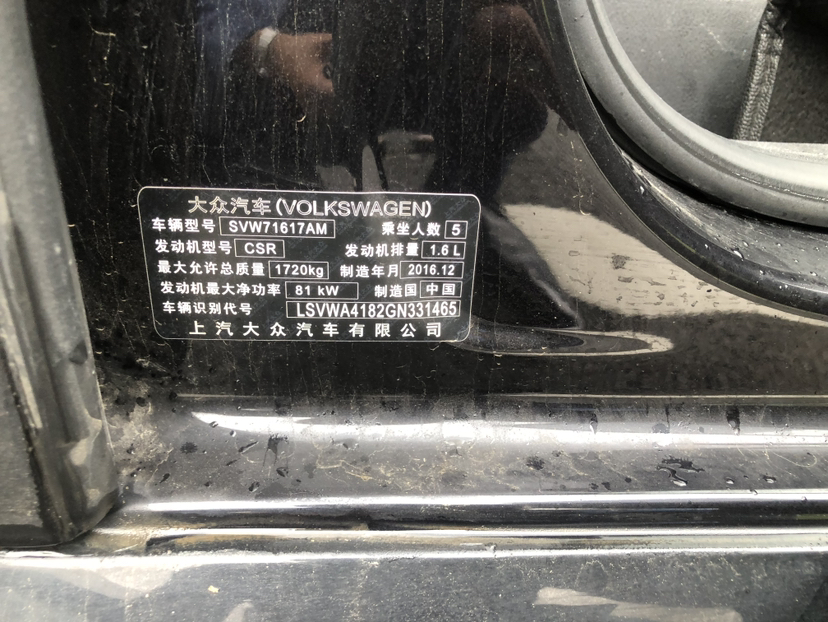 大众汽车(VOLKSWAGEN)
车辆型号 SVW71617AM 乘坐人数 5
发动机型号 CSR 发动机排量 1.6 L
最大允许总质量 1720kg 制造年月 2016.12
发动机最大净功率 81 kW 制造国 中国
车辆识别代号 LSVWA4182GN331465
上汽大众汽车有限公司